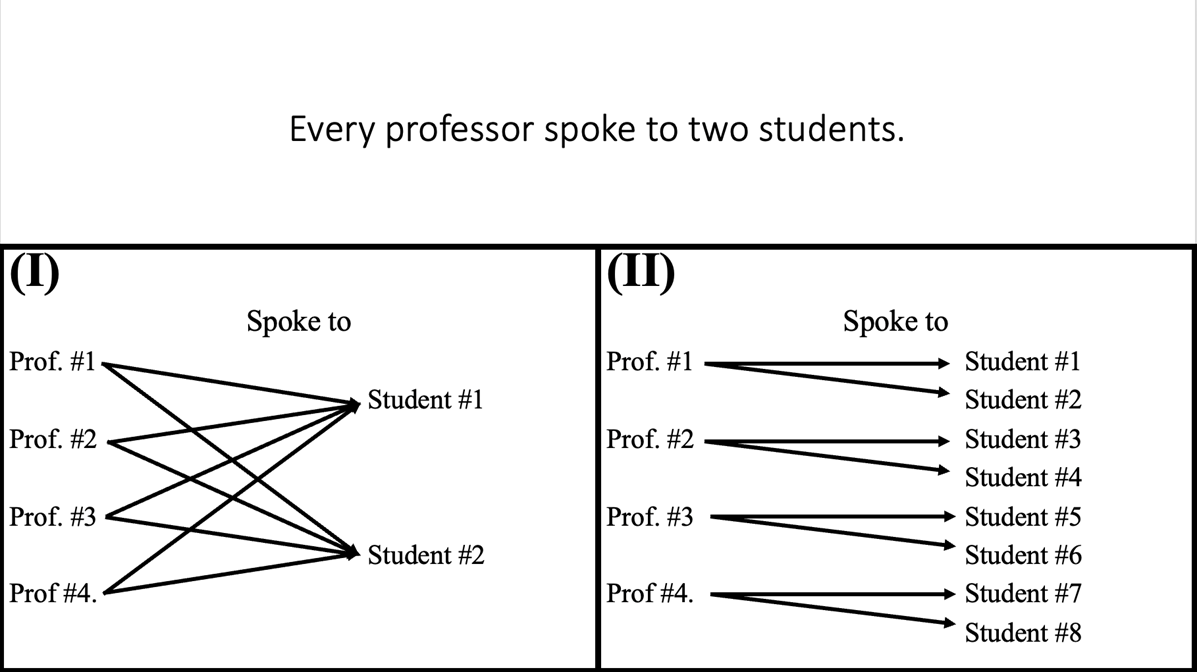 Every professor spoke to two students.
(I)
Spoke to
Prof. #1
Student #1
Prof. #2
Prof. #3
Student #2
Prof #4.
(II)
Spoke to
Prof. #1
Student #1
Student #2
Prof. #2
Student #3
Student #4
Prof. #3
Student #5
Student #6
Prof #4.
Student #7
Student #8